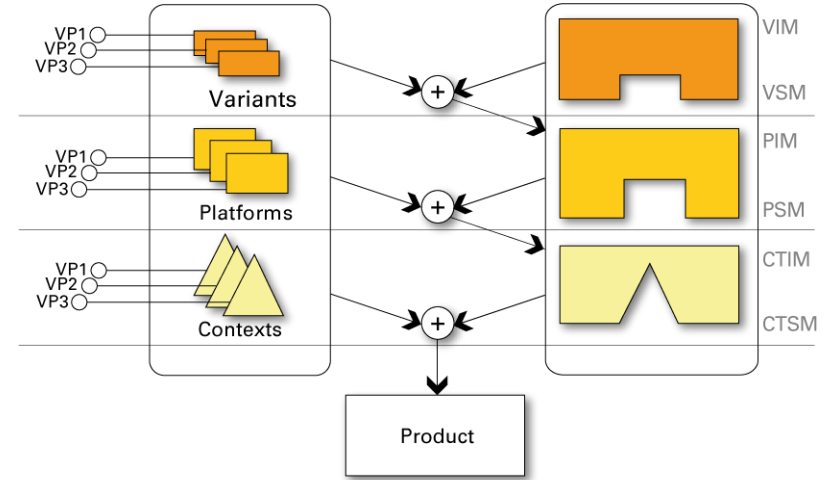 VP1
VP2
VP3
Variants
+
VIM
VSM
VP1
VP2
VP3
Platforms
+
PIM
PSM
VP1
VP2
VP3
Contexts
+
CTIM
CTSM
Product